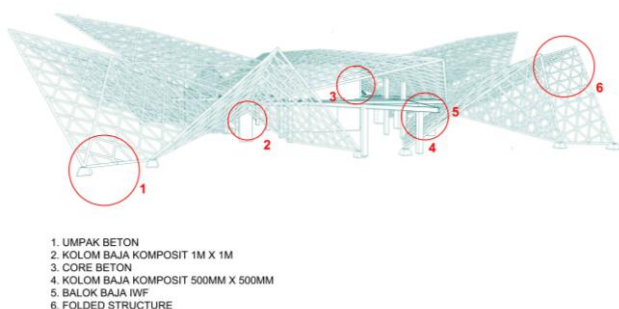 3
5
6
2
4
1
1. UMPAK BETON
2. KOLOM BAJA KOMPOSIT 1M X 1M
3. CORE BETON
4. KOLOM BAJA KOMPOSIT 500MM X 500MM
5. BALOK BAJA IWF
6. FOLDED STRUCTURE